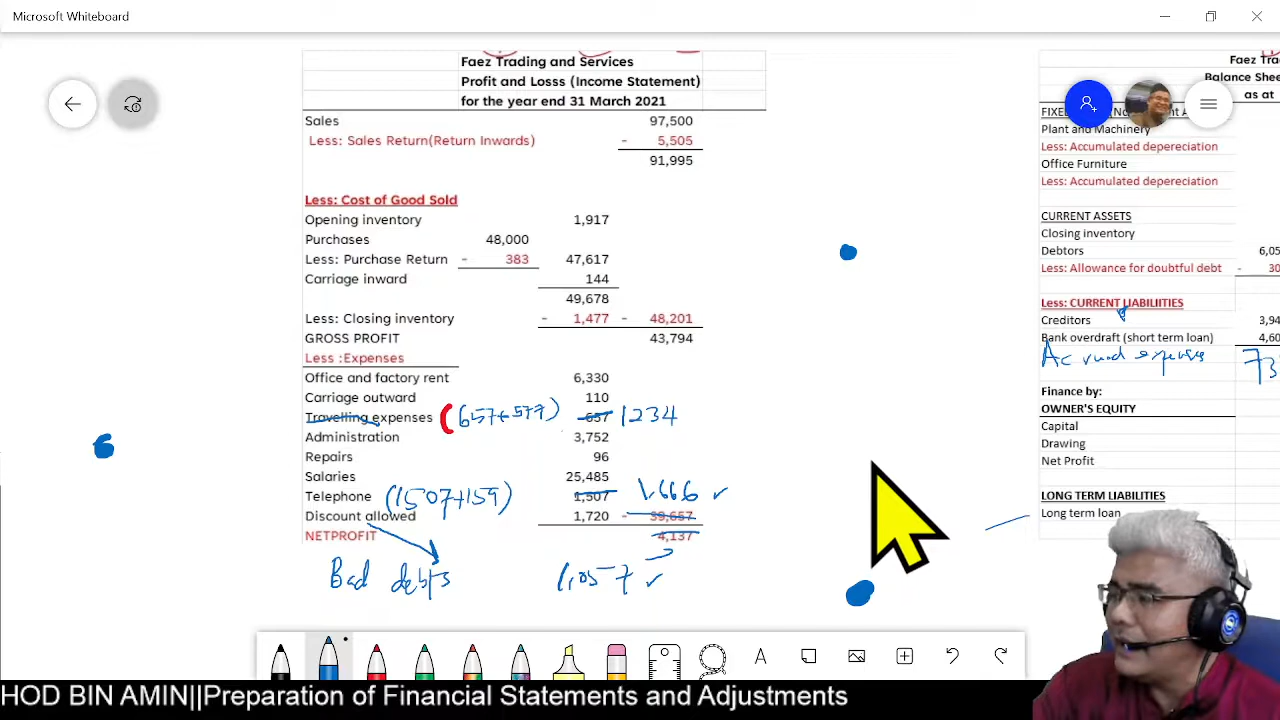 Microsoft Whiteboard
Faez Trading and Services
Profit and Losss (Income Statement)
for the year end 31 March 2021
Sales 97,500
Less: Sales Return(Return Inwards) - 5,505
91,995
Less: Cost of Good Sold
Opening inventory 1,917
Purchases 48,000
Less: Purchase Return - 383 47,617
Carriage inward 144
49,678
Less: Closing inventory - 1,477 - 48,201
GROSS PROFIT 43,794
Less :Expenses
Office and factory rent 6,330
Carriage outward 110
Travelling expenses (657+577) 657 1234
Administration 3,752
Repairs 96
Salaries 25,485
Telephone (1507+159) 1,507 1,666 ✓
Discount allowed 1,720 - 39,657
NETPROFIT 4,137
Bad debts 1,057 ✓
Faez Tra
Balance Shee
as at
Plant and Machinery
Less: Accumulated depereciation
Office Furniture
Less: Accumulated depereciation
CURRENT ASSETS
Closing inventory
Debtors 6,05
Less: Allowance for doubtful debt - 30
Less: CURRENT LIABILIITIES
Creditors 3,94
Bank overdraft (short term loan) 4,60
Accrued expenses 73
Finance by:
OWNER'S EQUITY
Capital
Drawing
Net Profit
LONG TERM LIABILITIES
Long term loan
HOD BIN AMIN||Preparation of Financial Statements and Adjustments